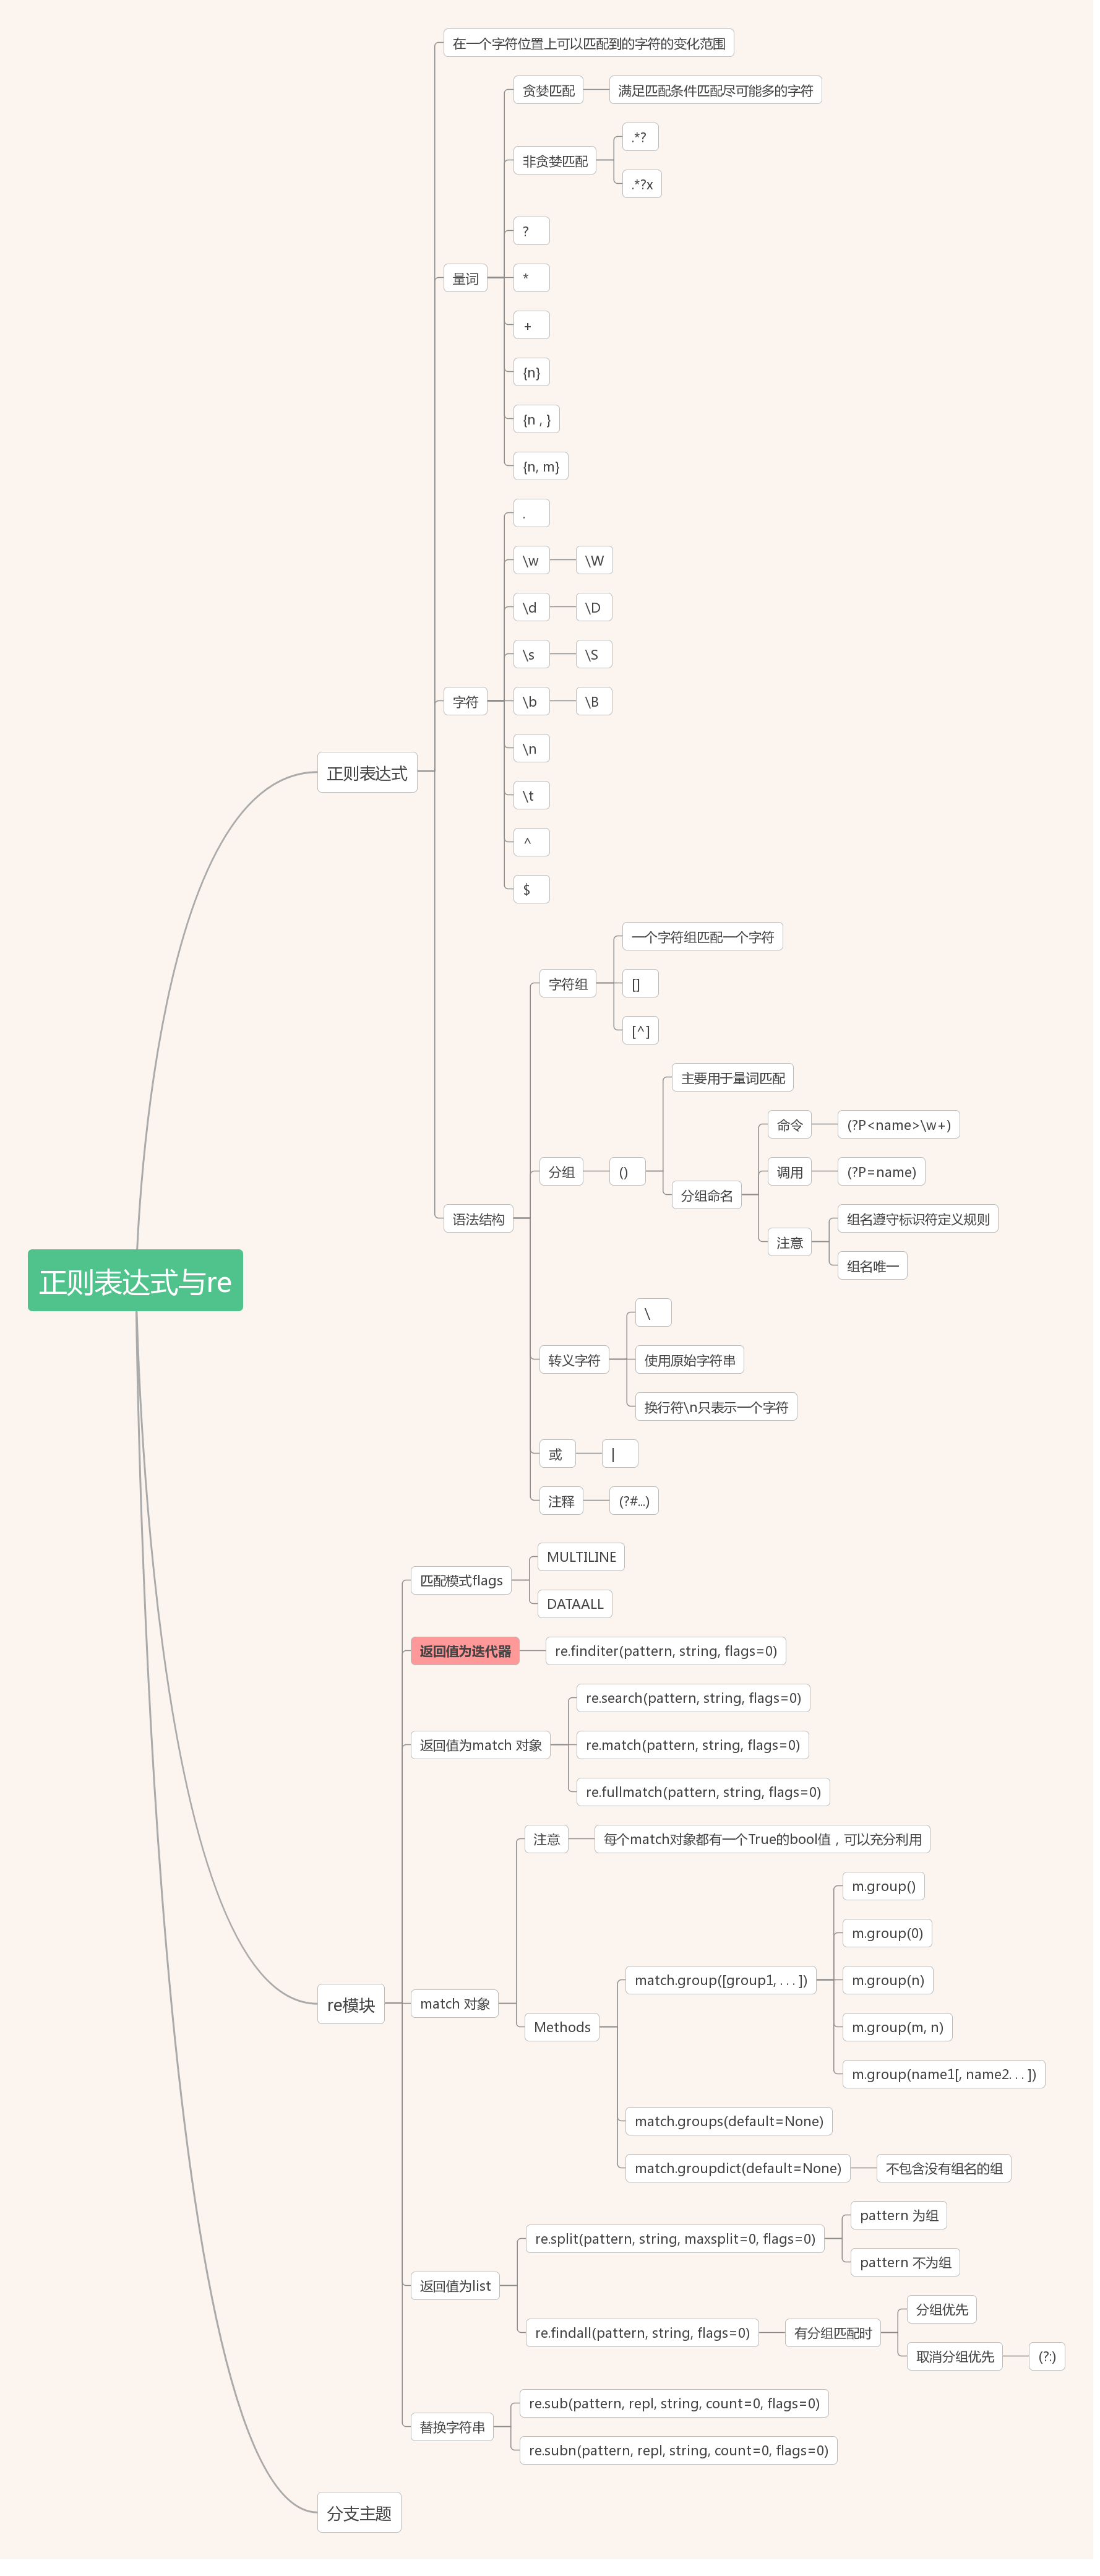 在一个字符位置上可以匹配到的字符的变化范围
贪婪匹配
满足匹配条件匹配尽可能多的字符
非贪婪匹配
.*?
.*?x
?
量词
*
+
{n}
{n , }
{n, m}
.
\w
\W
\d
\D
\s
\S
字符
\b
\B
\n
正则表达式
\t
^
$
一个字符组匹配一个字符
字符组
[]
[^]
主要用于量词匹配
命令
(?P<name>\w+)
分组
()
调用
(?P=name)
分组命名
语法结构
组名遵守标识符定义规则
注意
组名唯一
正则表达式与re
\
转义字符
使用原始字符串
换行符\n只表示一个字符
或
|
注释
(?#...)
MULTILINE
匹配模式flags
DATAALL
返回值为迭代器
re.finditer(pattern, string, flags=0)
re.search(pattern, string, flags=0)
返回值为match 对象
re.match(pattern, string, flags=0)
re.fullmatch(pattern, string, flags=0)
注意
每个match对象都有一个True的bool值，可以充分利用
m.group()
m.group(0)
match.group([group1, . . . ])
m.group(n)
re模块
match 对象
Methods
m.group(m, n)
m.group(name1[, name2. . . ])
match.groups(default=None)
match.groupdict(default=None)
不包含没有组名的组
pattern 为组
re.split(pattern, string, maxsplit=0, flags=0)
pattern 不为组
返回值为list
分组优先
re.findall(pattern, string, flags=0)
有分组匹配时
取消分组优先
(?:)
re.sub(pattern, repl, string, count=0, flags=0)
替换字符串
re.subn(pattern, repl, string, count=0, flags=0)
分支主题